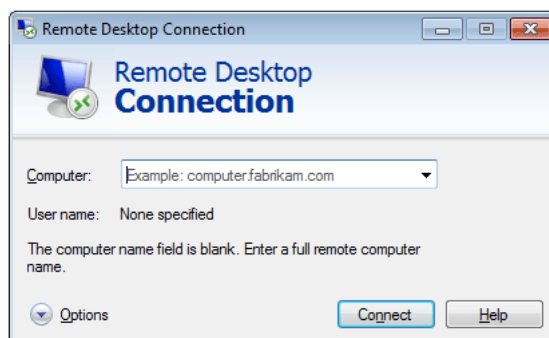 Remote Desktop Connection
Remote Desktop
Connection
Computer: Example: computer.fabrikam.com
User name: None specified
The computer name field is blank. Enter a full remote computer
name.
Options Connect Help